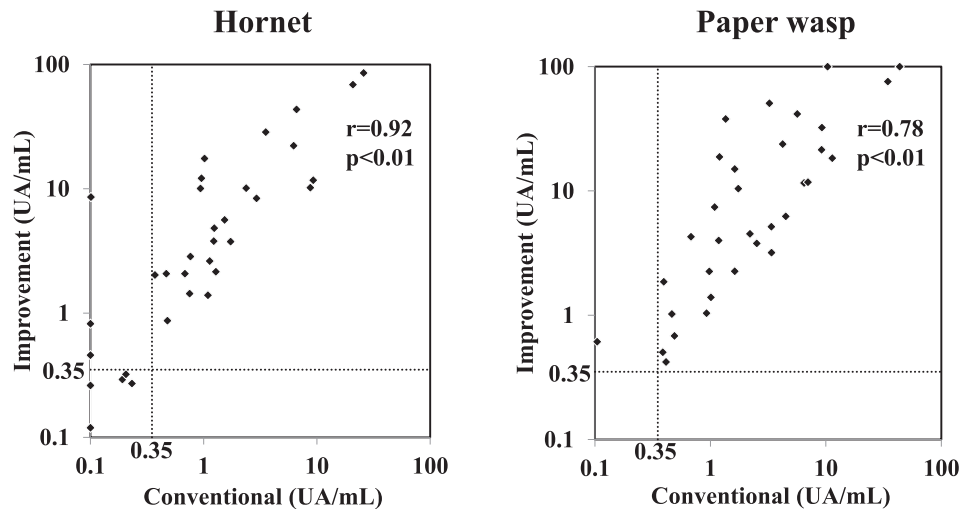 Hornet
100
10
1
0.35
0.1
Improvement (UA/mL)
r=0.92
p<0.01
0.1
0.35
1
10
100
Conventional (UA/mL)
Paper wasp
100
10
1
0.35
0.1
Improvement (UA/mL)
r=0.78
p<0.01
0.1
0.35
1
10
100
Conventional (UA/mL)